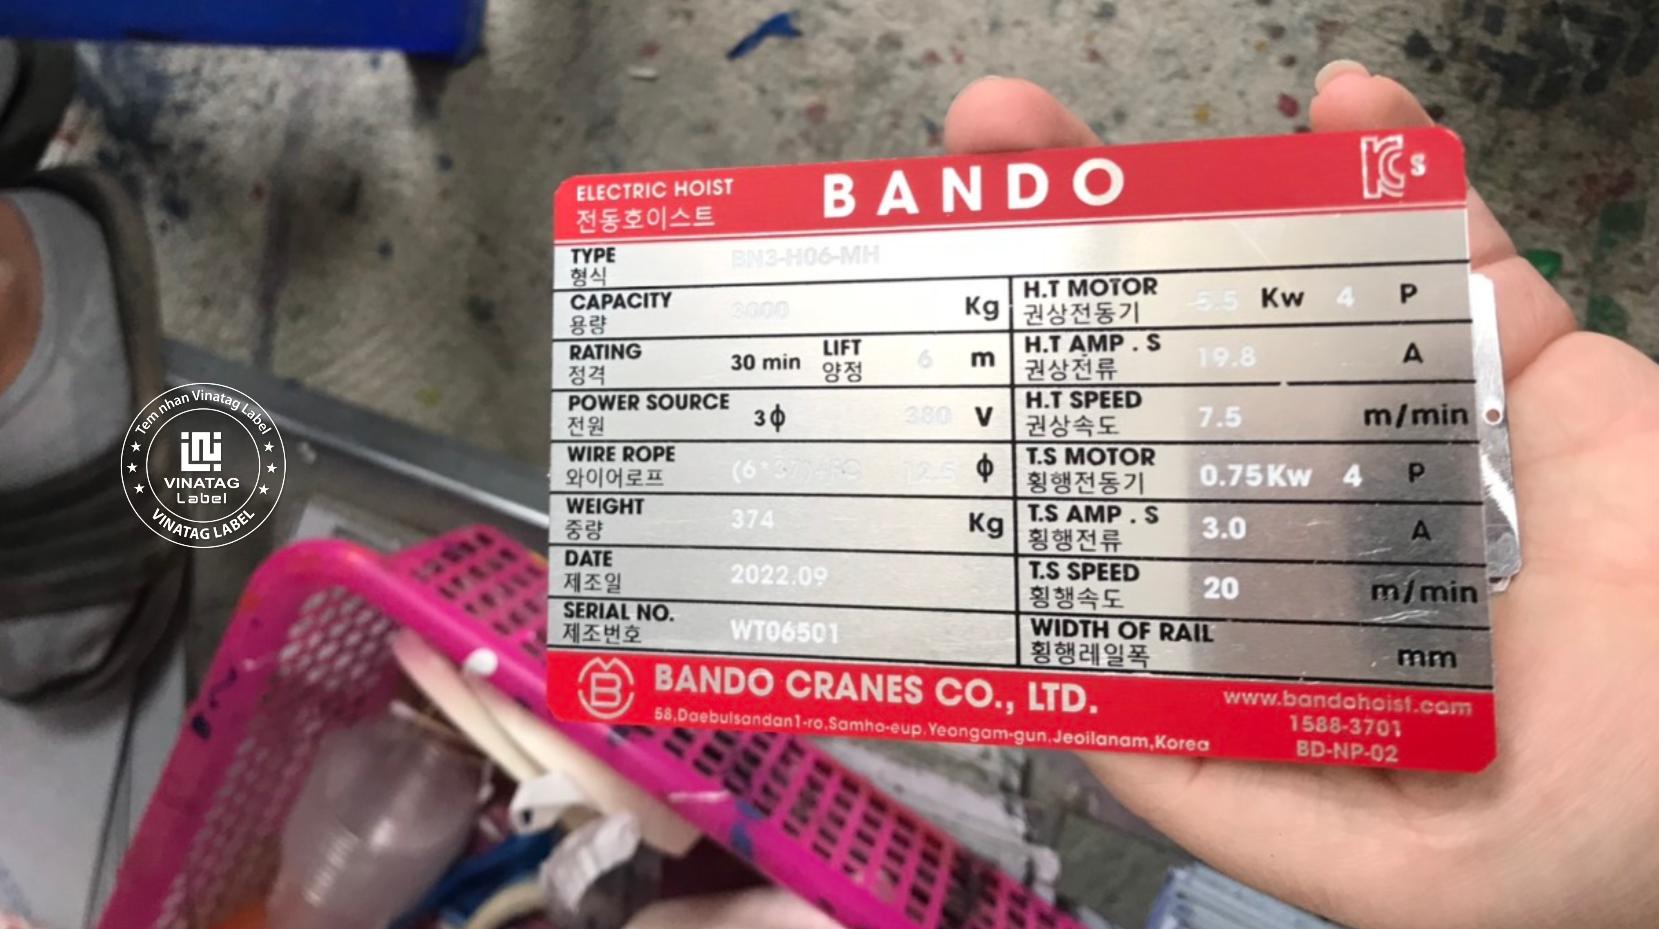 ELECTRIC HOIST
전동호이스트
BANDO
S
TYPE
형식
BN3-H06-MH
CAPACITY
용량
3000 Kg
RATING
정격
30 min
LIFT
양정
6 m
POWER SOURCE
전원
3ϕ 380 V
WIRE ROPE
와이어로프
(6*37) ϕ
WEIGHT
중량
374 Kg
DATE
제조일
2022.09
SERIAL NO.
제조번호
WT06501
H.T MOTOR
권상전동기
5.5 Kw 4 P
H.T AMP . S
권상전류
19.8 A
H.T SPEED
권상속도
7.5 m/min
T.S MOTOR
횡행전동기
0.75Kw 4 P
T.S AMP . S
횡행전류
3.0 A
T.S SPEED
횡행속도
20 m/min
WIDTH OF RAIL
횡행레일폭
mm
BANDO CRANES CO., LTD.
58,Daebulsandan1-ro,Samho-eup,Yeongam-gun,Jeollanam,Korea
www.bandohoist.com
1588-3701
BD-NP-02
Tem nhan Vinatag Label
VINATAG
Label
VINATAG LABEL